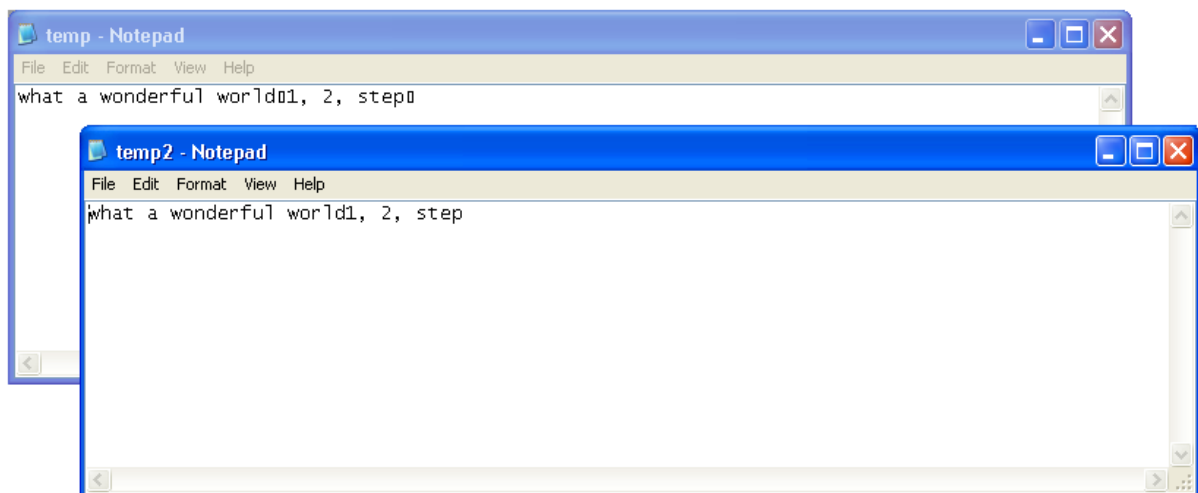 temp - Notepad
File Edit Format View Help
what a wonderful world▯1, 2, step▯
temp2 - Notepad
File Edit Format View Help
what a wonderful world1, 2, step